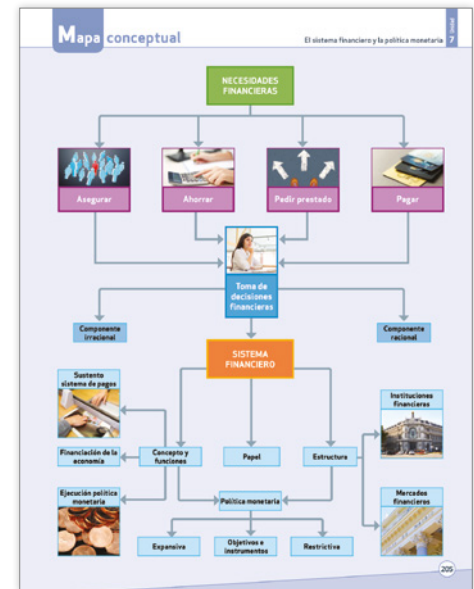 Mapa conceptual
El sistema financiero y la política monetaria
Unidad
7
NECESIDADES
FINANCIERAS
Asegurar
Ahorrar
Pedir prestado
Pagar
Toma de
decisiones
financieras
Componente
irracional
Componente
racional
SISTEMA
FINANCIERO
Sustento
sistema de pagos
Instituciones
financieras
Financiación de la
economía
Concepto y
funciones
Papel
Estructura
Ejecución política
monetaria
Política monetaria
Mercados
financieros
Expansiva
Objetivos e
instrumentos
Restrictiva
205